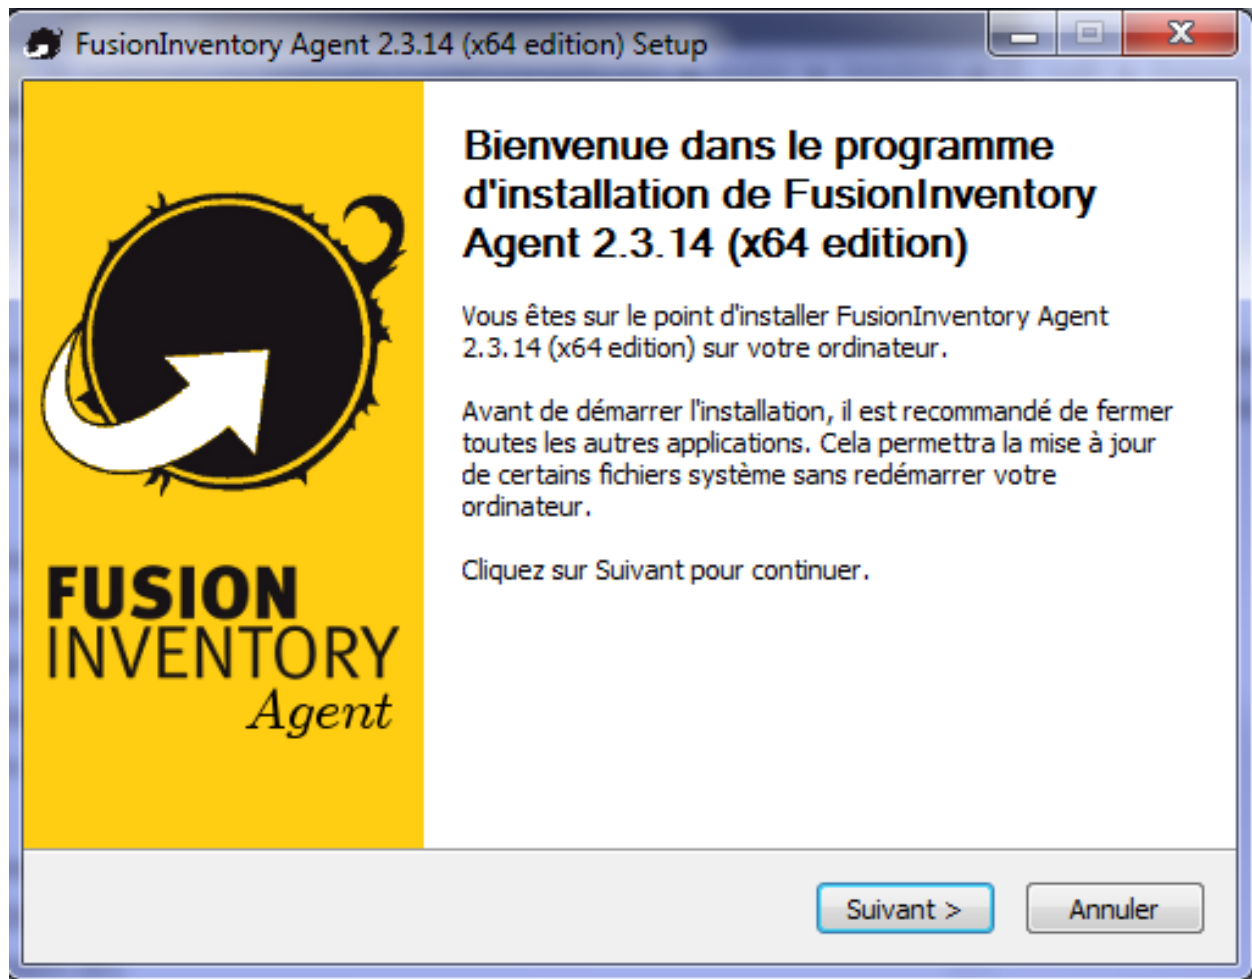 FusionInventory Agent 2.3.14 (x64 edition) Setup
Bienvenue dans le programme
d'installation de FusionInventory
Agent 2.3.14 (x64 edition)
Vous êtes sur le point d'installer FusionInventory Agent
2.3.14 (x64 edition) sur votre ordinateur.
Avant de démarrer l'installation, il est recommandé de fermer
toutes les autres applications. Cela permettra la mise à jour
de certains fichiers système sans redémarrer votre
ordinateur.
Cliquez sur Suivant pour continuer.
FUSION
INVENTORY
Agent
Suivant >
Annuler